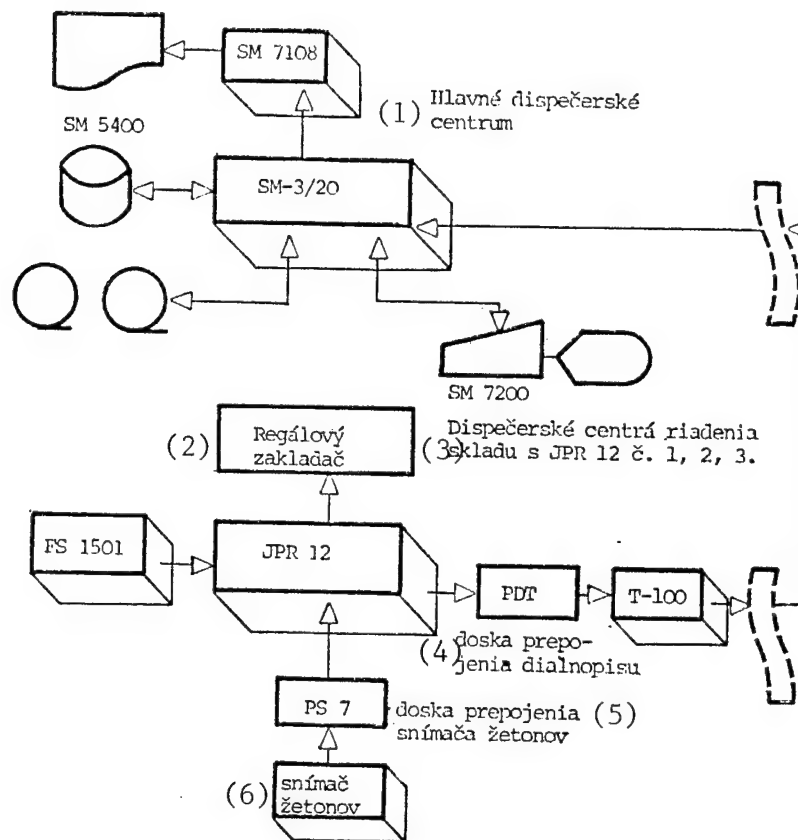 SM 7108
(1) Hlavné dispečerské
centrum
SM 5400
SM-3/20
SM 7200
(2) Regálový
zakladač
(3) Dispečerské centrá riadenia
skladu s JPR 12 č. 1, 2, 3.
FS 1501
JPR 12
PDT
T-100
(4) doska prepo-
jenia dialnopisu
PS 7
doska prepojenia (5)
snímača žetonov
(6) snímač
žetonov